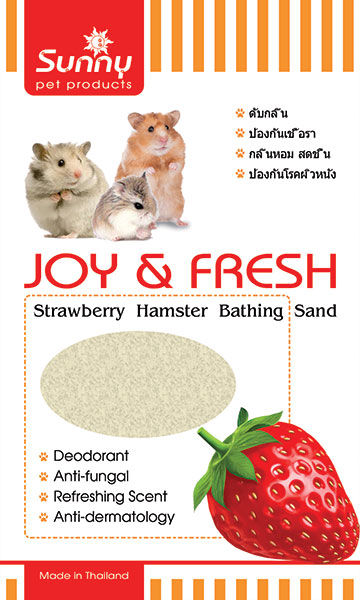 Sunny
pet products
ดับกลิ่น
ป้องกันเชื้อรา
กลิ่นหอม สดชื่น
ป้องกันโรคผิวหนัง
JOY & FRESH
Strawberry Hamster Bathing Sand
Deodorant
Anti-fungal
Refreshing Scent
Anti-dermatology
Made in Thailand